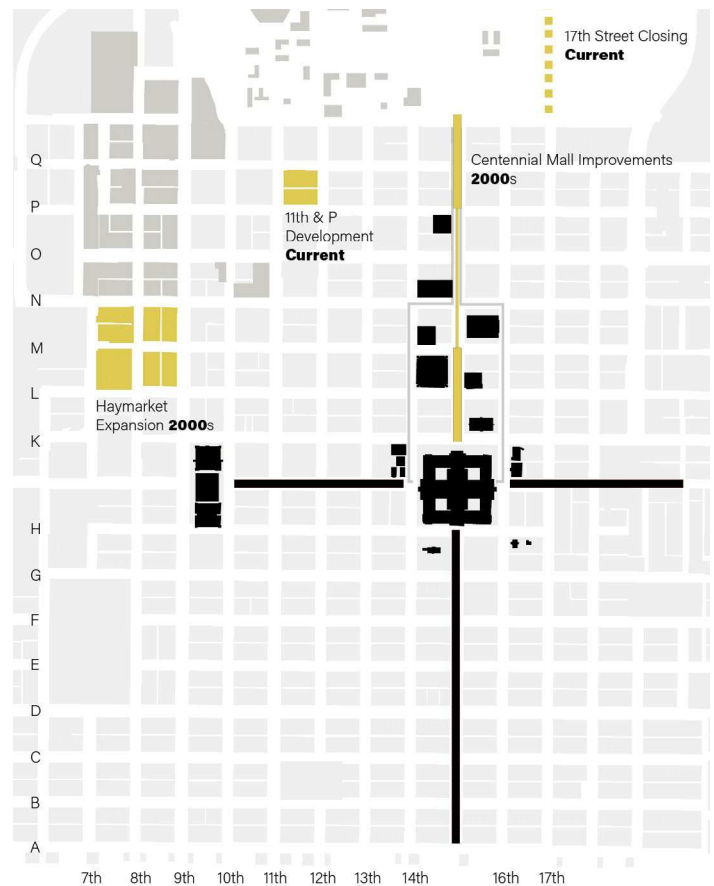 17th Street Closing
Current
Centennial Mall Improvements
2000s
11th & P
Development
Current
Haymarket
Expansion 2000s
Q
P
O
N
M
L
K
H
G
F
E
D
C
B
A
7th 8th 9th 10th 11th 12th 13th 14th 16th 17th